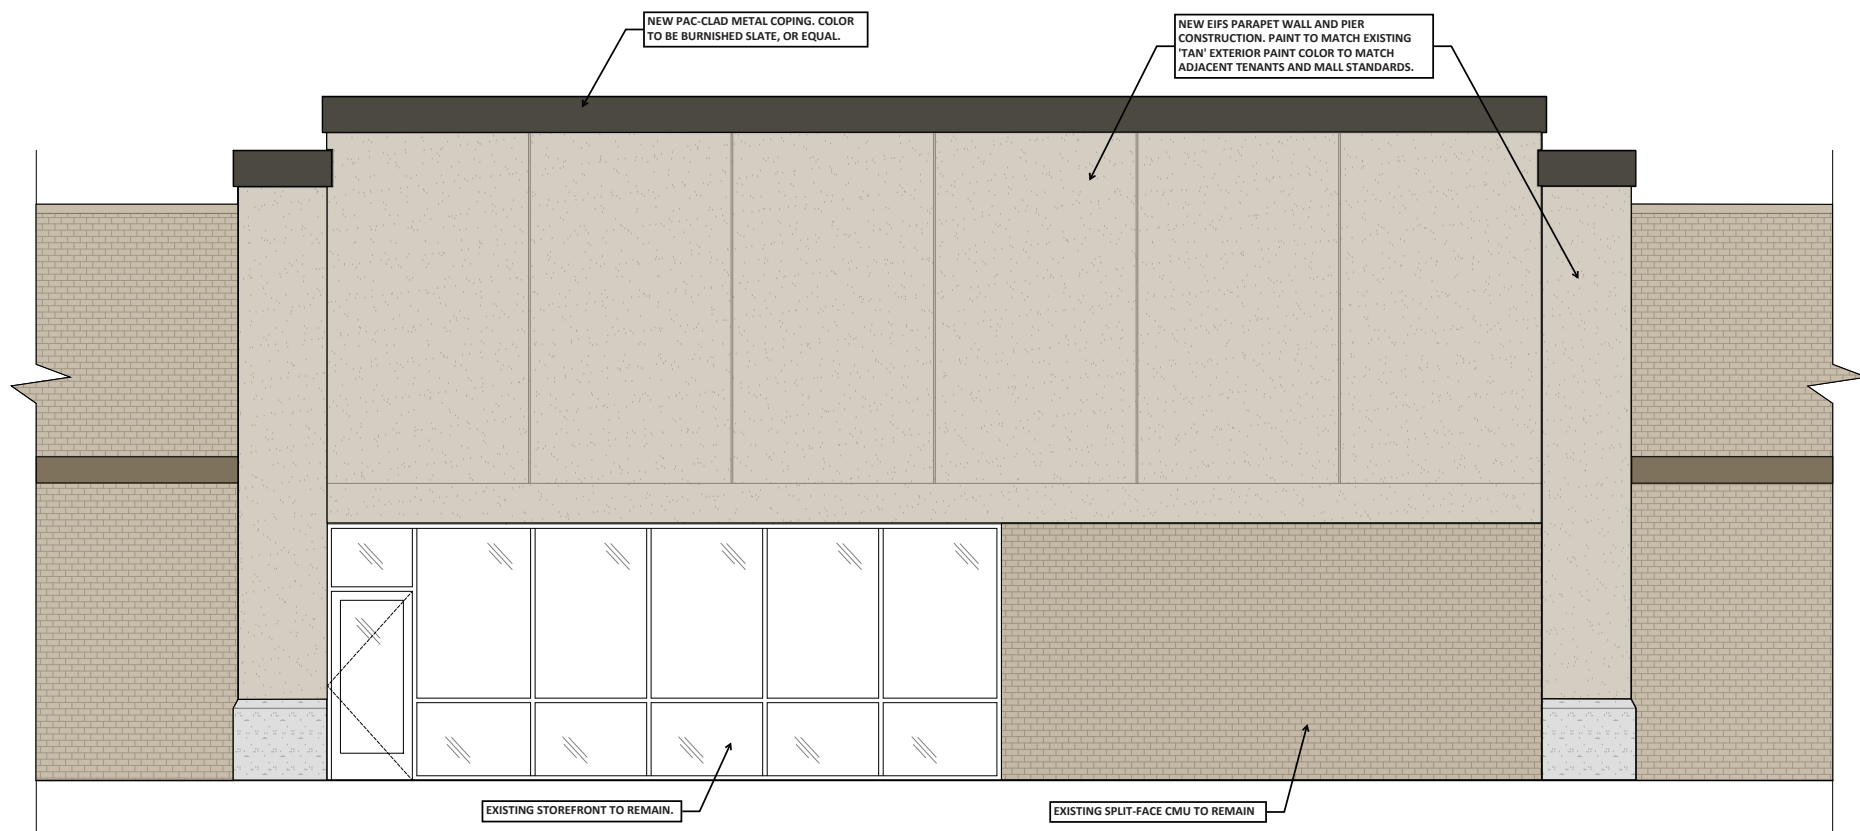 NEW PAC-CLAD METAL COPING. COLOR
TO BE BURNISHED SLATE, OR EQUAL.
NEW EIFS PARAPET WALL AND PIER
CONSTRUCTION. PAINT TO MATCH EXISTING
'TAN' EXTERIOR PAINT COLOR TO MATCH
ADJACENT TENANTS AND MALL STANDARDS.
EXISTING STOREFRONT TO REMAIN.
EXISTING SPLIT-FACE CMU TO REMAIN